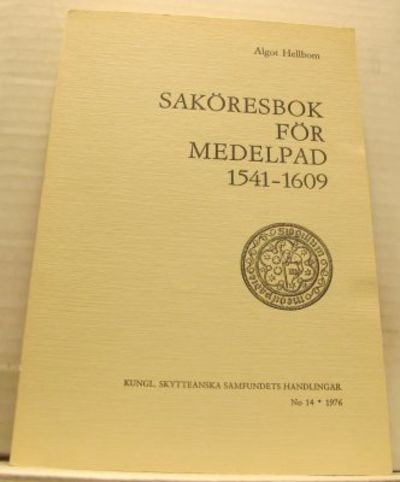 Algot Hellbom
SAKÖRESBOK
FÖR
MEDELPAD
1541-1609
KUNGL. SKYTTEANSKA SAMFUNDETS HANDLINGAR
No 14 • 1976